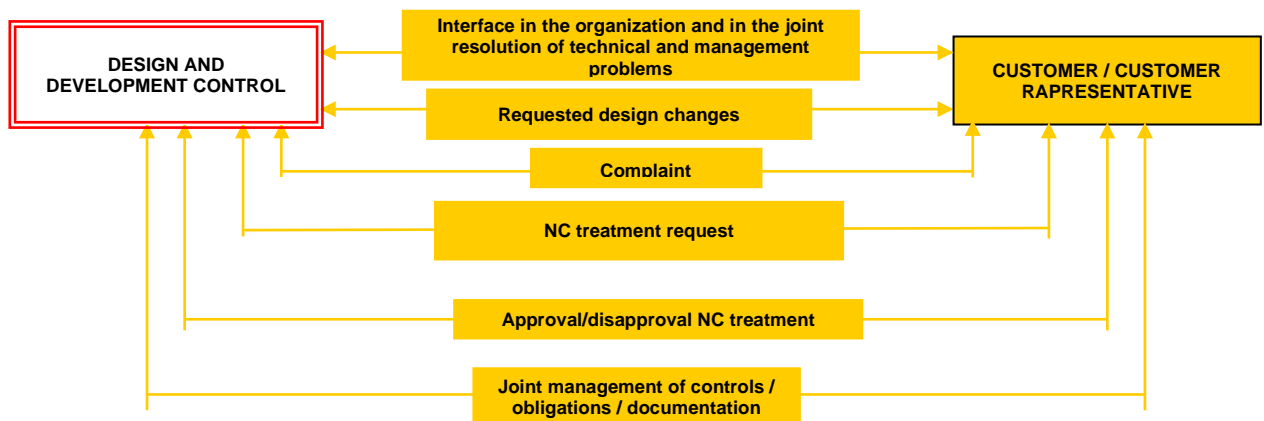 Interface in the organization and in the joint
resolution of technical and management
problems
DESIGN AND
DEVELOPMENT CONTROL
CUSTOMER / CUSTOMER
RAPRESENTATIVE
Requested design changes
Complaint
NC treatment request
Approval/disapproval NC treatment
Joint management of controls /
obligations / documentation